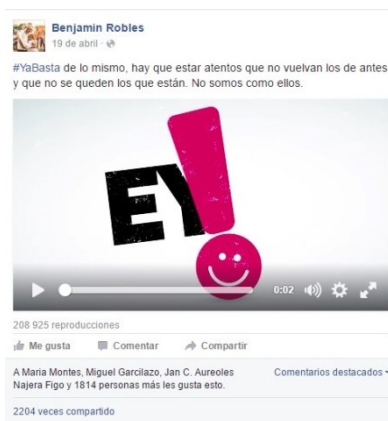 Benjamin Robles
19 de abril ·
#YaBasta de lo mismo, hay que estar atentos que no vuelvan los de antes
y que no se queden los que están. No somos como ellos.
EY!
0:02
208 925 reproducciones
Me gusta Comentar Compartir
A Maria Montes, Miguel Garcilazo, Jan C. Aureoles Comentarios destacados
Najera Figo y 1814 personas más les gusta esto.
2204 veces compartido